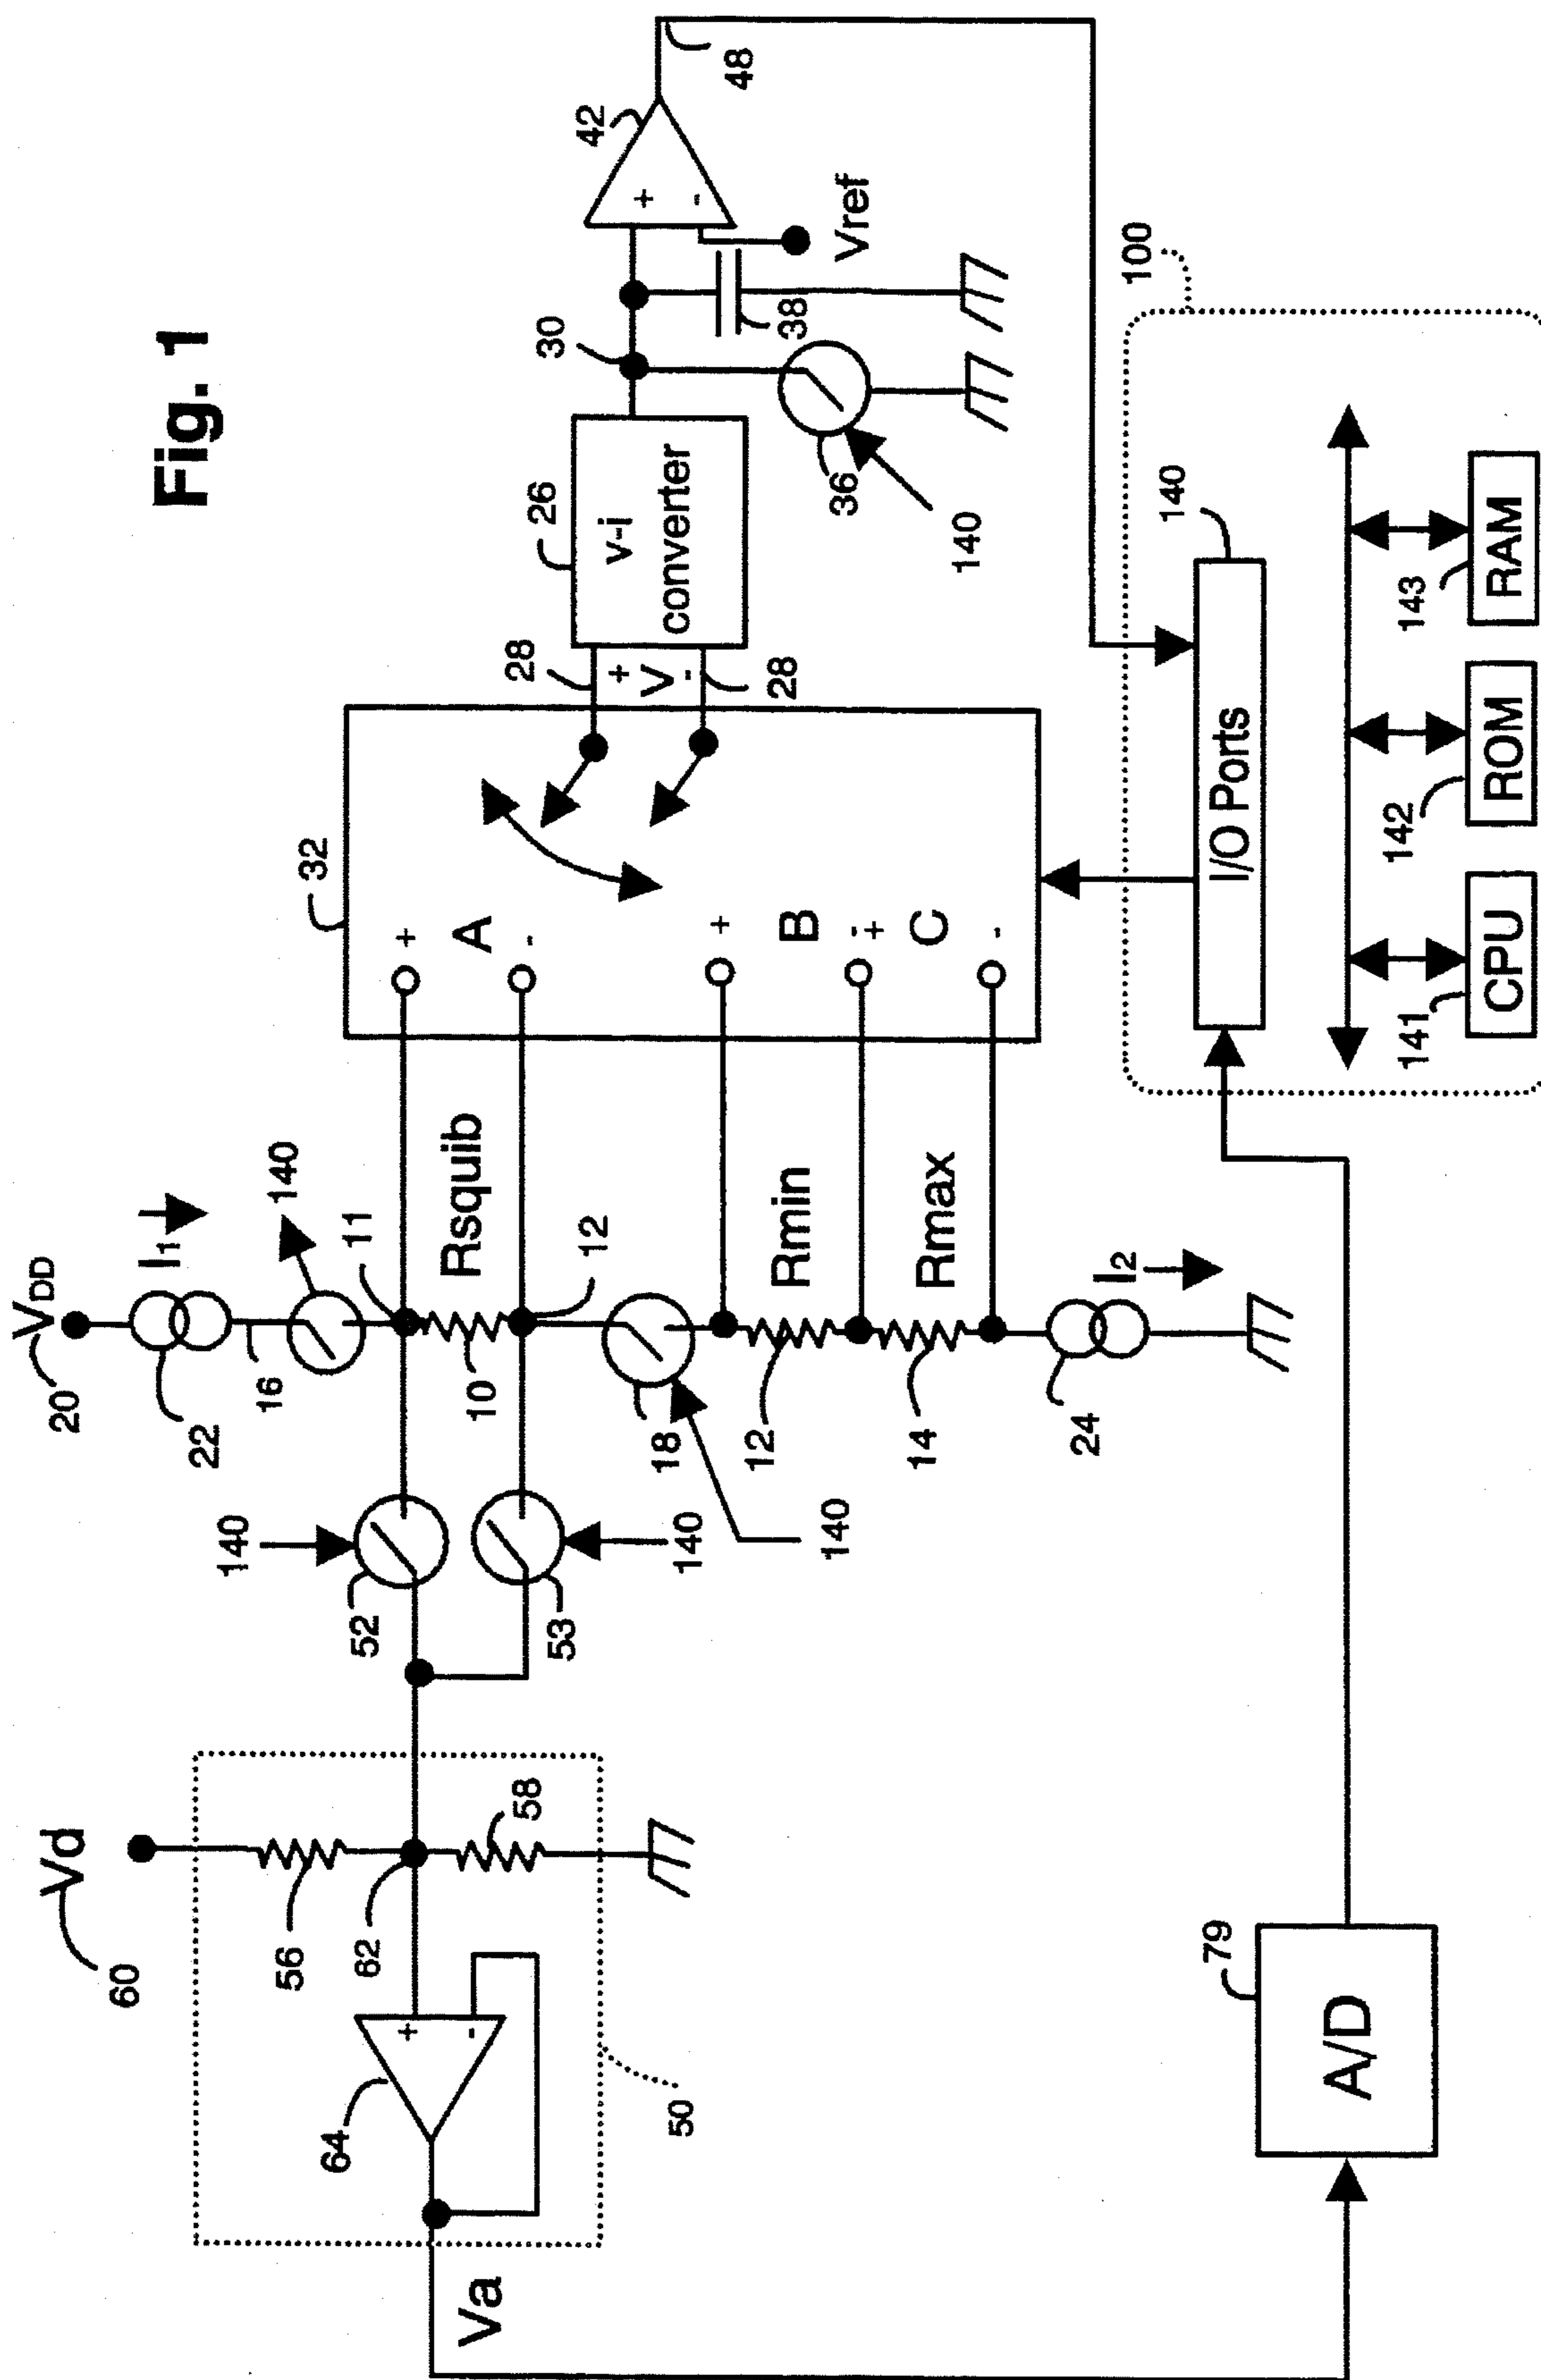 Fig. 1
VDD
20
I1
22
16
140
11
Rsquib
10
12
140
52
140
53
18
140
Rmin
12
Rmax
14
I2
24
32
+
A
-
+
B
-
+
C
-
28
+
V
-
28
26
v-i
converter
30
36
140
38
42
+
-
Vref
48
100
140
I/O Ports
141
CPU
142
ROM
143
RAM
Vd
60
56
62
58
64
+
-
50
Va
79
A/D